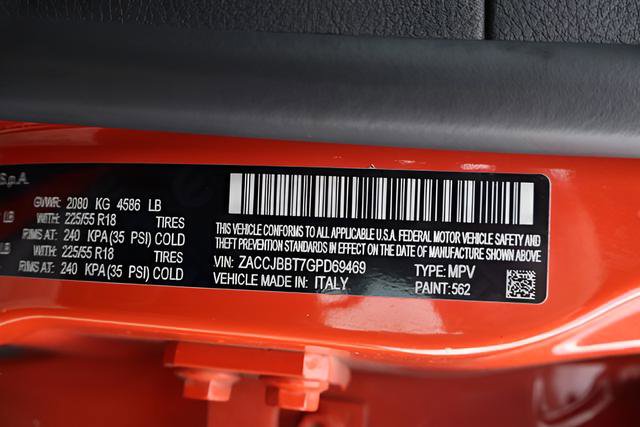 S.p.A.
GVWR: 2080 KG 4586 LB
LB WITH: 225/55 R18 TIRES
RIMS AT: 240 KPA (35 PSI) COLD
LB WITH: 225/55 R18 TIRES
RIMS AT: 240 KPA (35 PSI) COLD
THIS VEHICLE CONFORMS TO ALL APPLICABLE U.S.A. FEDERAL MOTOR VEHICLE SAFETY AND
THEFT PREVENTION STANDARDS IN EFFECT ON THE DATE OF MANUFACTURE SHOWN ABOVE
VIN: ZACCJBBT7GPD69469 TYPE: MPV
VEHICLE MADE IN: ITALY PAINT: 562